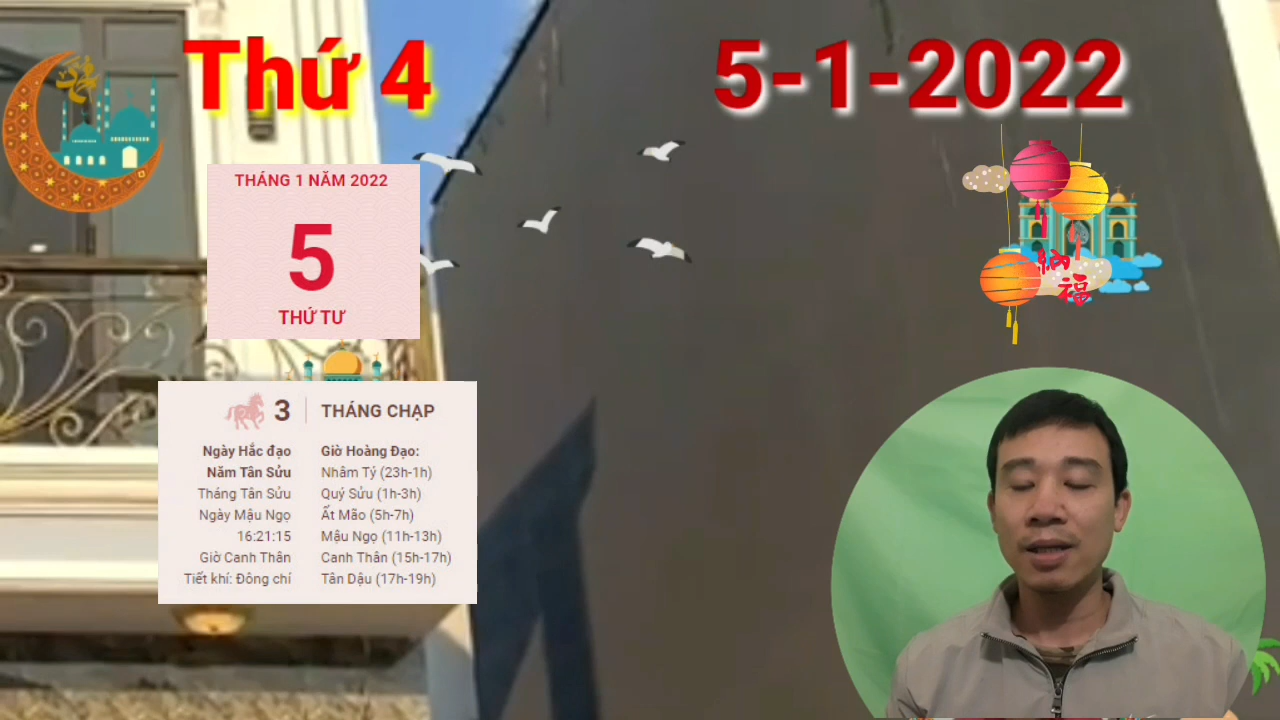 Thứ 4
5-1-2022
THÁNG 1 NĂM 2022
5
THỨ TƯ
納
福
3
THÁNG CHẠP
Ngày Hắc đạo
Năm Tân Sửu
Tháng Tân Sửu
Ngày Mậu Ngọ
16:21:15
Giờ Canh Thân
Tiết khí: Đông chí
Giờ Hoàng Đạo:
Nhâm Tý (23h-1h)
Quý Sửu (1h-3h)
Ất Mão (5h-7h)
Mậu Ngọ (11h-13h)
Canh Thân (15h-17h)
Tân Dậu (17h-19h)